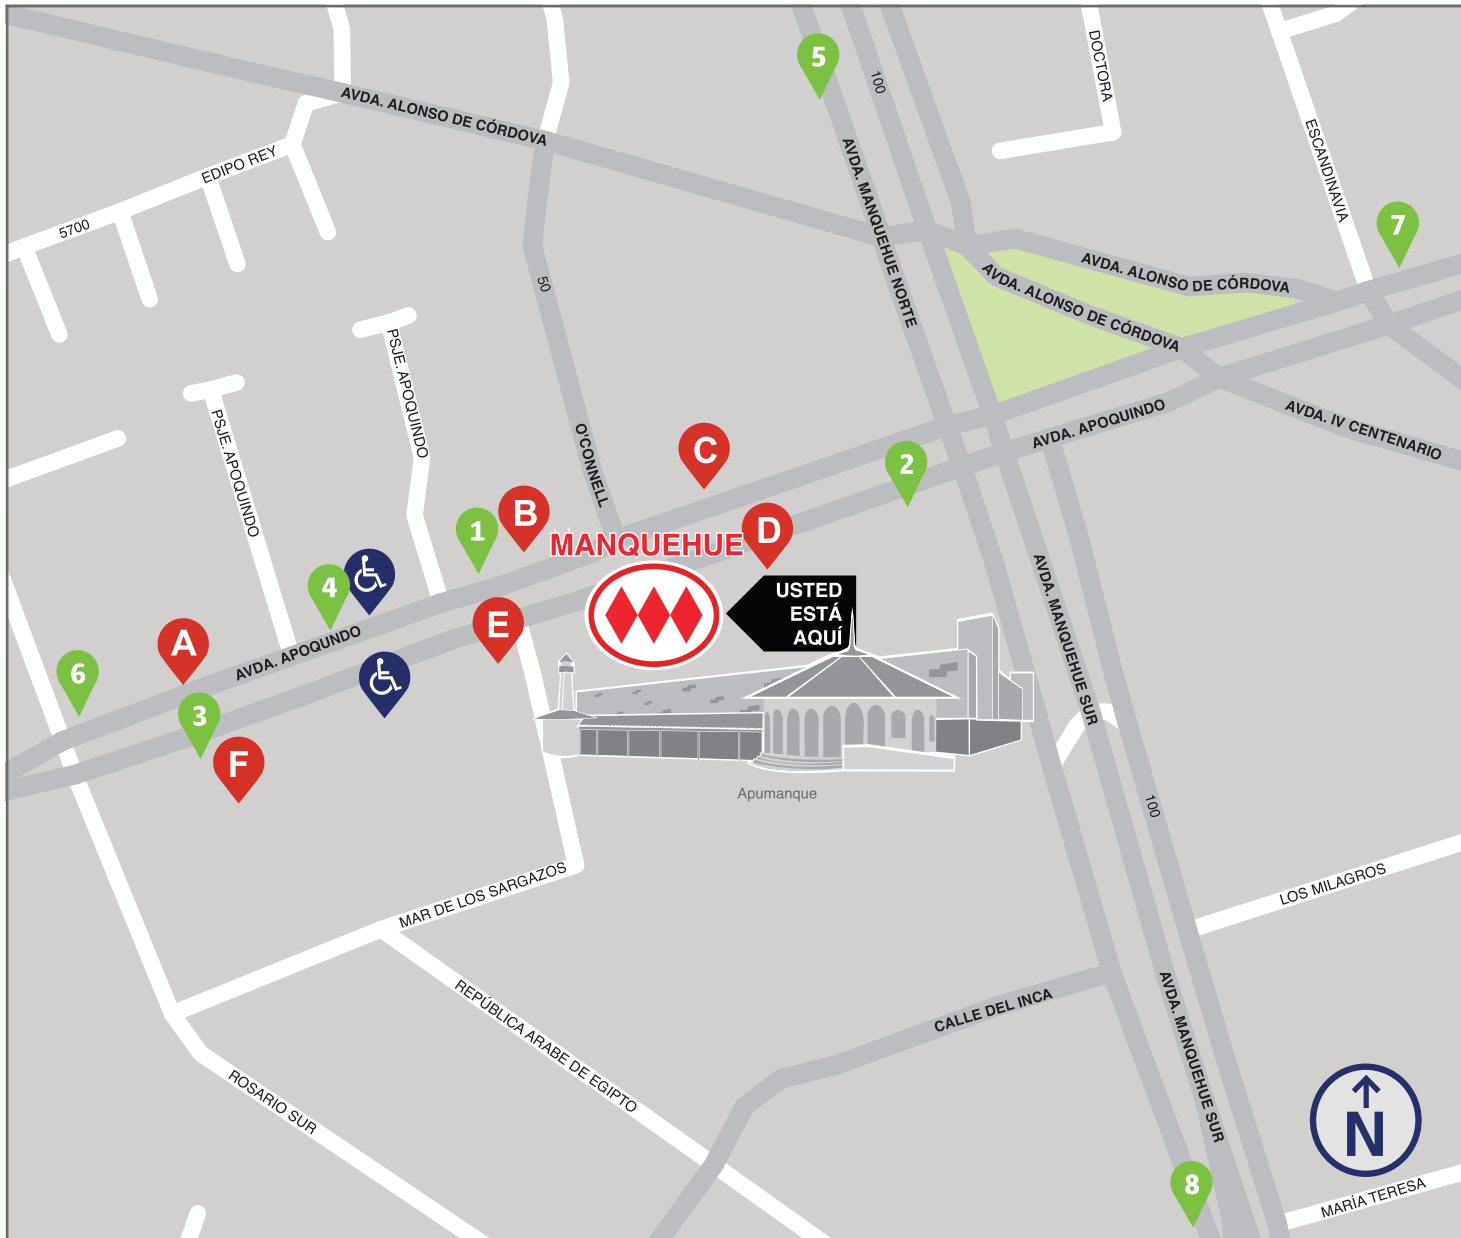 5
100
DOCTORA
AVDA. ALONSO DE CÓRDOVA
ESCANDINAVIA
EDIPO REY
5700
AVDA. MANQUEHUE NORTE
7
AVDA. ALONSO DE CÓRDOVA
AVDA. ALONSO DE CÓRDOVA
50
PSJE. APOQUINDO
PSJE. APOQUINDO
O'CONNELL
AVDA. APOQUINDO
AVDA. IV CENTENARIO
C
2
B
1
D
MANQUEHUE
4
USTED
ESTÁ
AQUÍ
E
A
AVDA. APOQUNDO
6
3
F
AVDA. MANQUEHUE SUR
Apumanque
100
MAR DE LOS SARGAZOS
LOS MILAGROS
REPÚBLICA ARABE DE EGIPTO
CALLE DEL INCA
AVDA. MANQUEHUE SUR
ROSARIO SUR
N
8
MARÍA TERESA